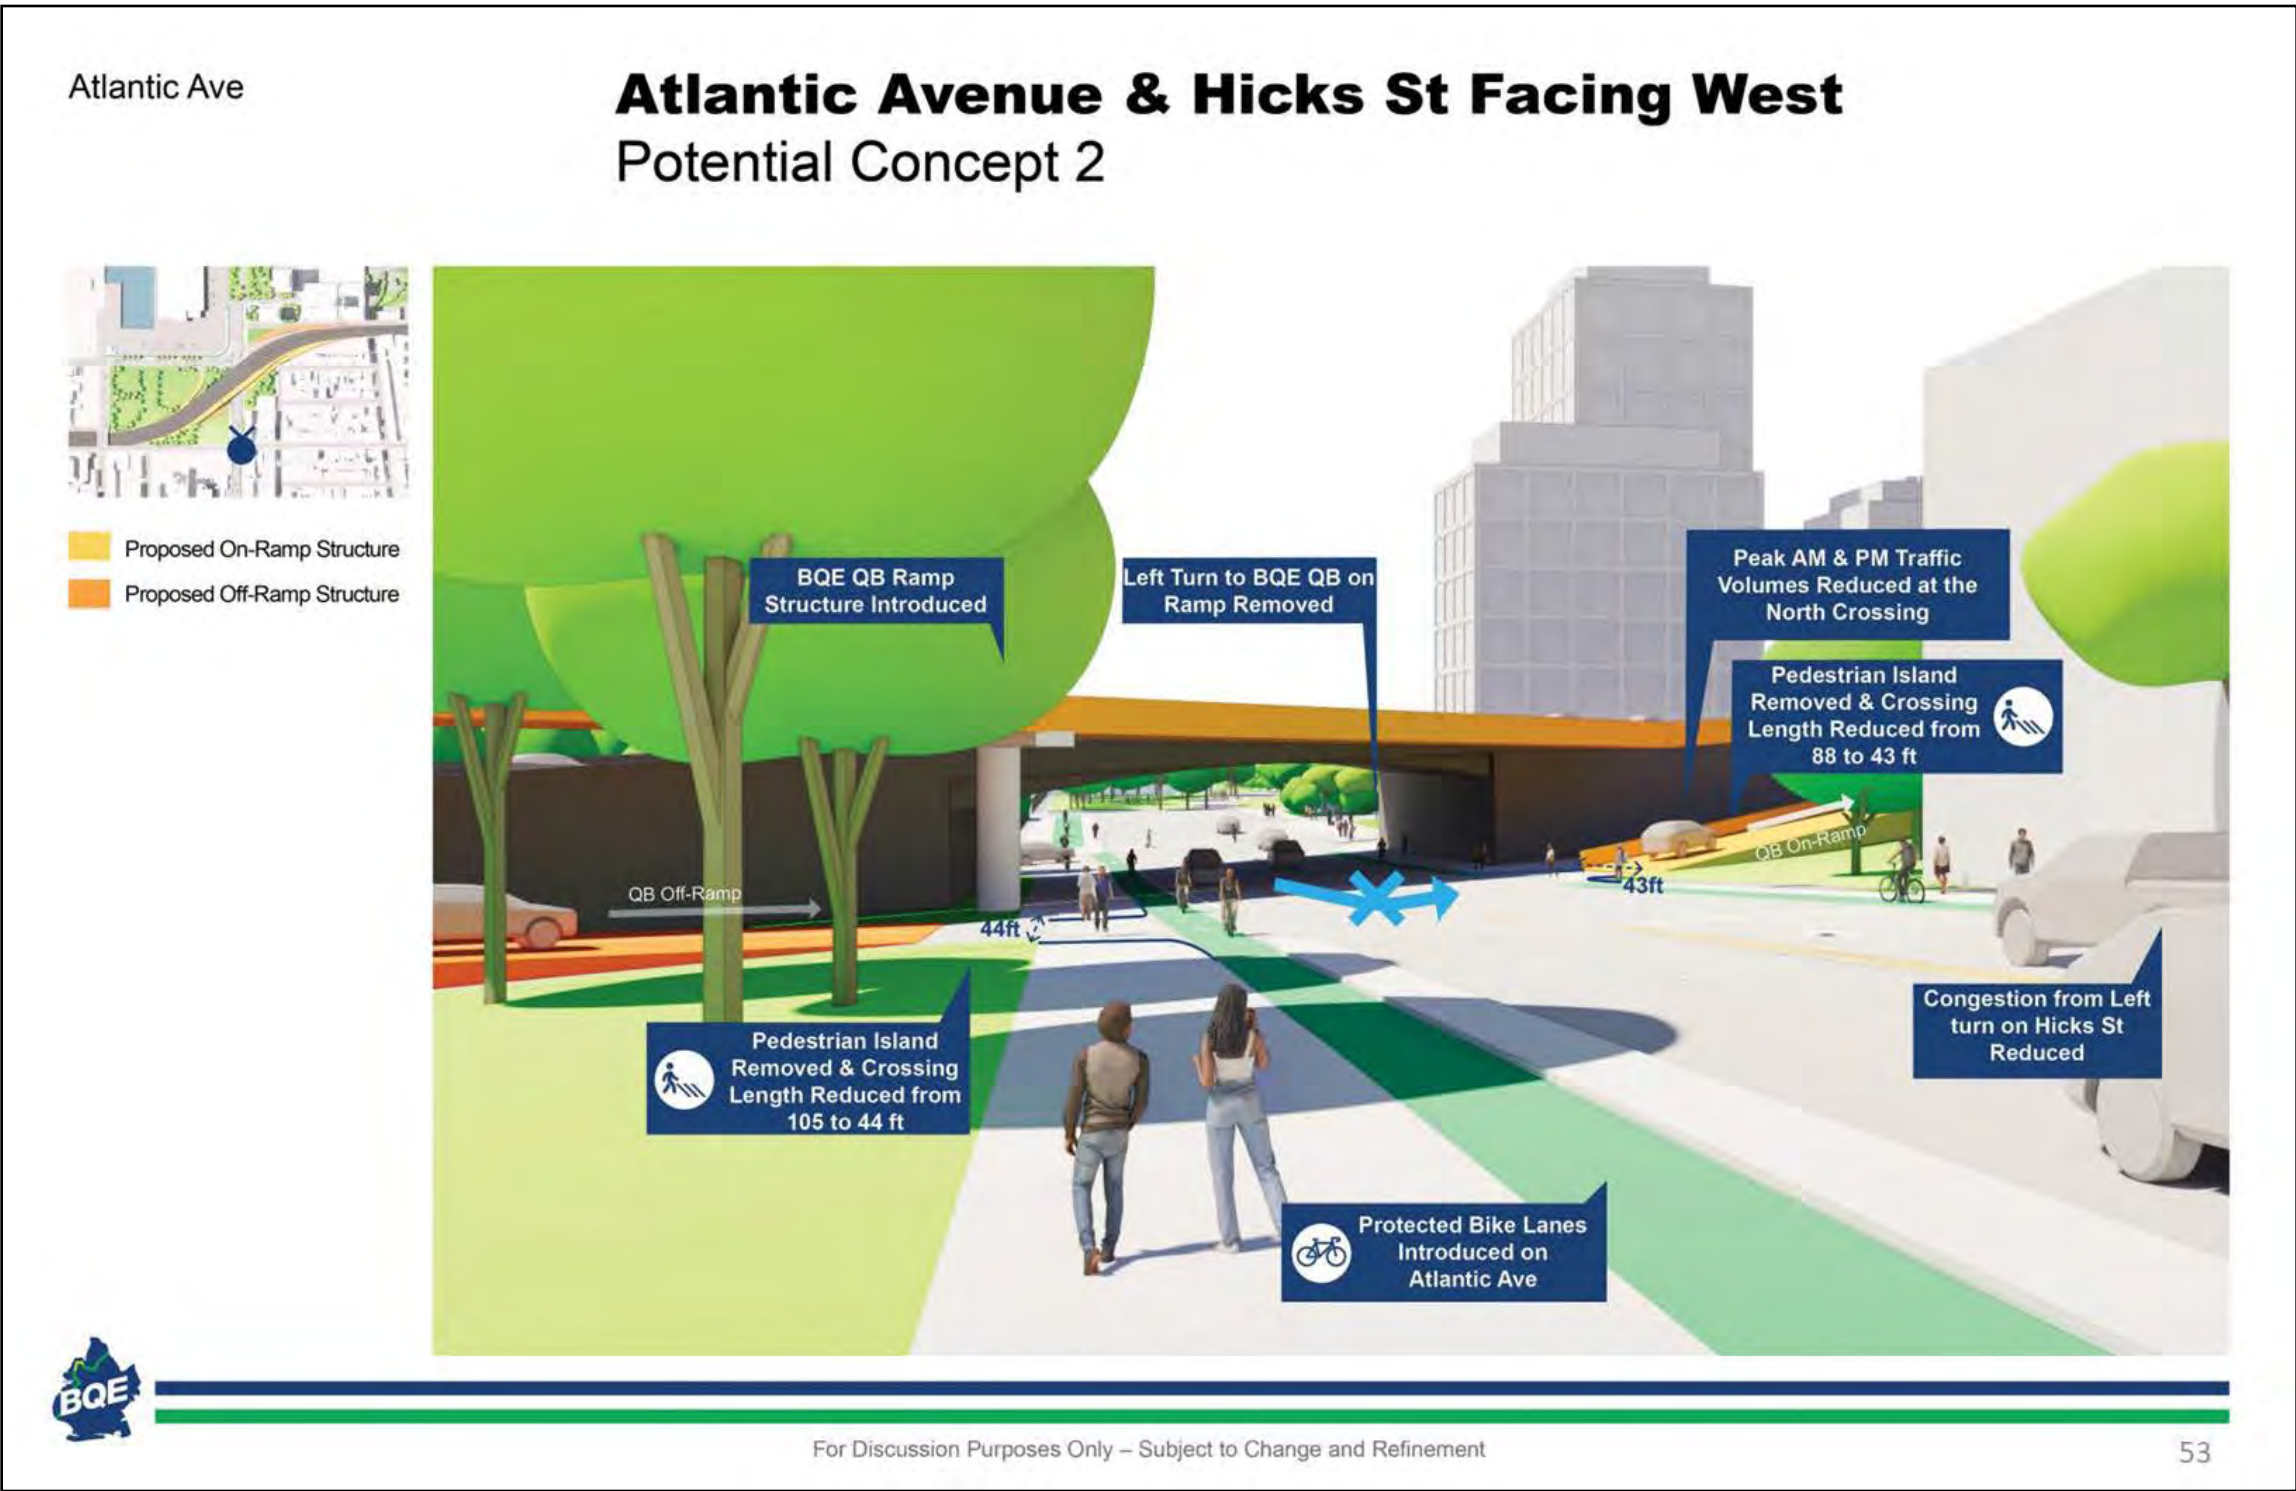 Atlantic Ave
Atlantic Avenue & Hicks St Facing West
Potential Concept 2
Proposed On-Ramp Structure
Proposed Off-Ramp Structure
BQE QB Ramp
Structure Introduced
Left Turn to BQE QB on
Ramp Removed
Peak AM & PM Traffic
Volumes Reduced at the
North Crossing
Pedestrian Island
Removed & Crossing
Length Reduced from
88 to 43 ft
QB On-Ramp
43ft
QB Off-Ramp
44ft
Congestion from Left
turn on Hicks St
Reduced
Pedestrian Island
Removed & Crossing
Length Reduced from
105 to 44 ft
Protected Bike Lanes
Introduced on
Atlantic Ave
BQE
For Discussion Purposes Only – Subject to Change and Refinement
53